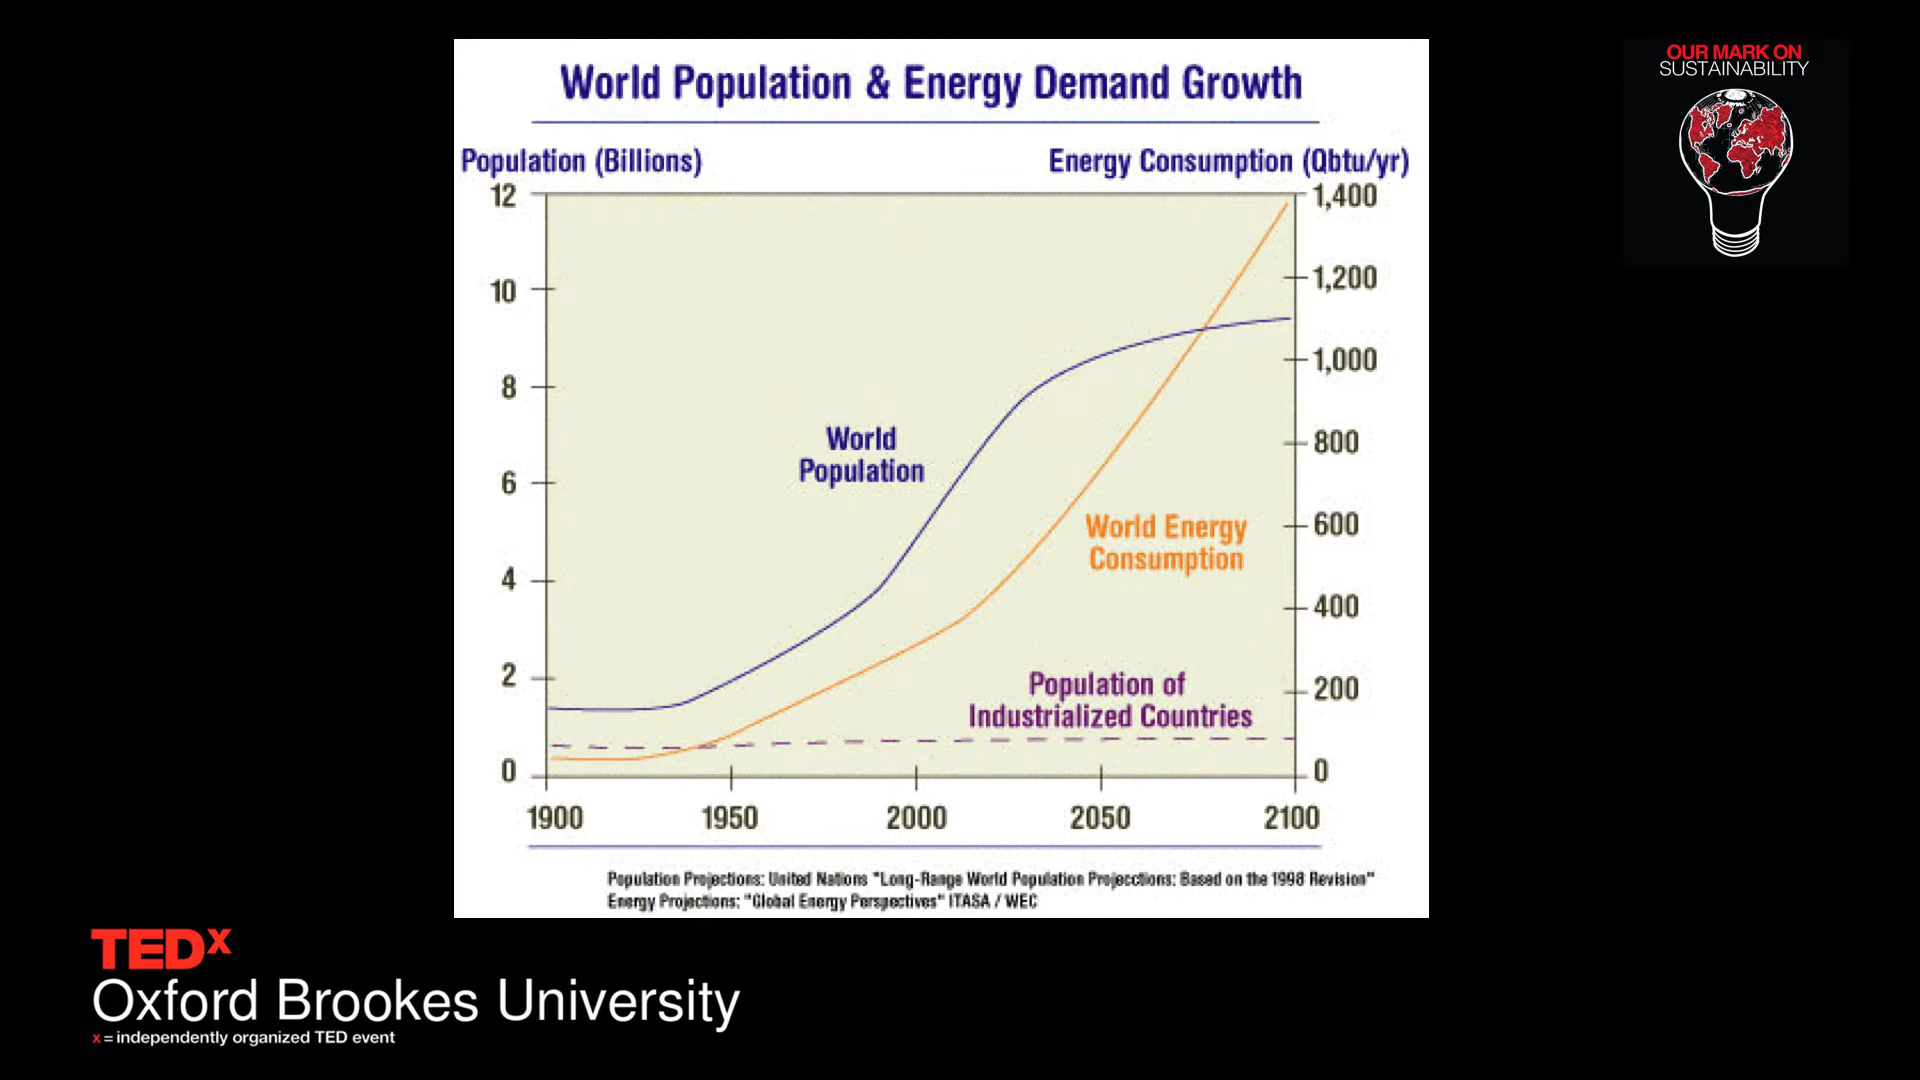 OUR MARK ON
SUSTAINABILITY
World Population & Energy Demand Growth
Population (Billions)
Energy Consumption (Qbtu/yr)
12
10
8
6
4
2
0
1,400
1,200
1,000
800
600
400
200
0
World
Population
World Energy
Consumption
Population of
Industrialized Countries
1900 1950 2000 2050 2100
Population Projections: United Nations "Long-Range World Population Projecctions: Based on the 1998 Revision"
Energy Projections: "Global Energy Perspectives" ITASA / WEC
TEDx
Oxford Brookes University
x = independently organized TED event